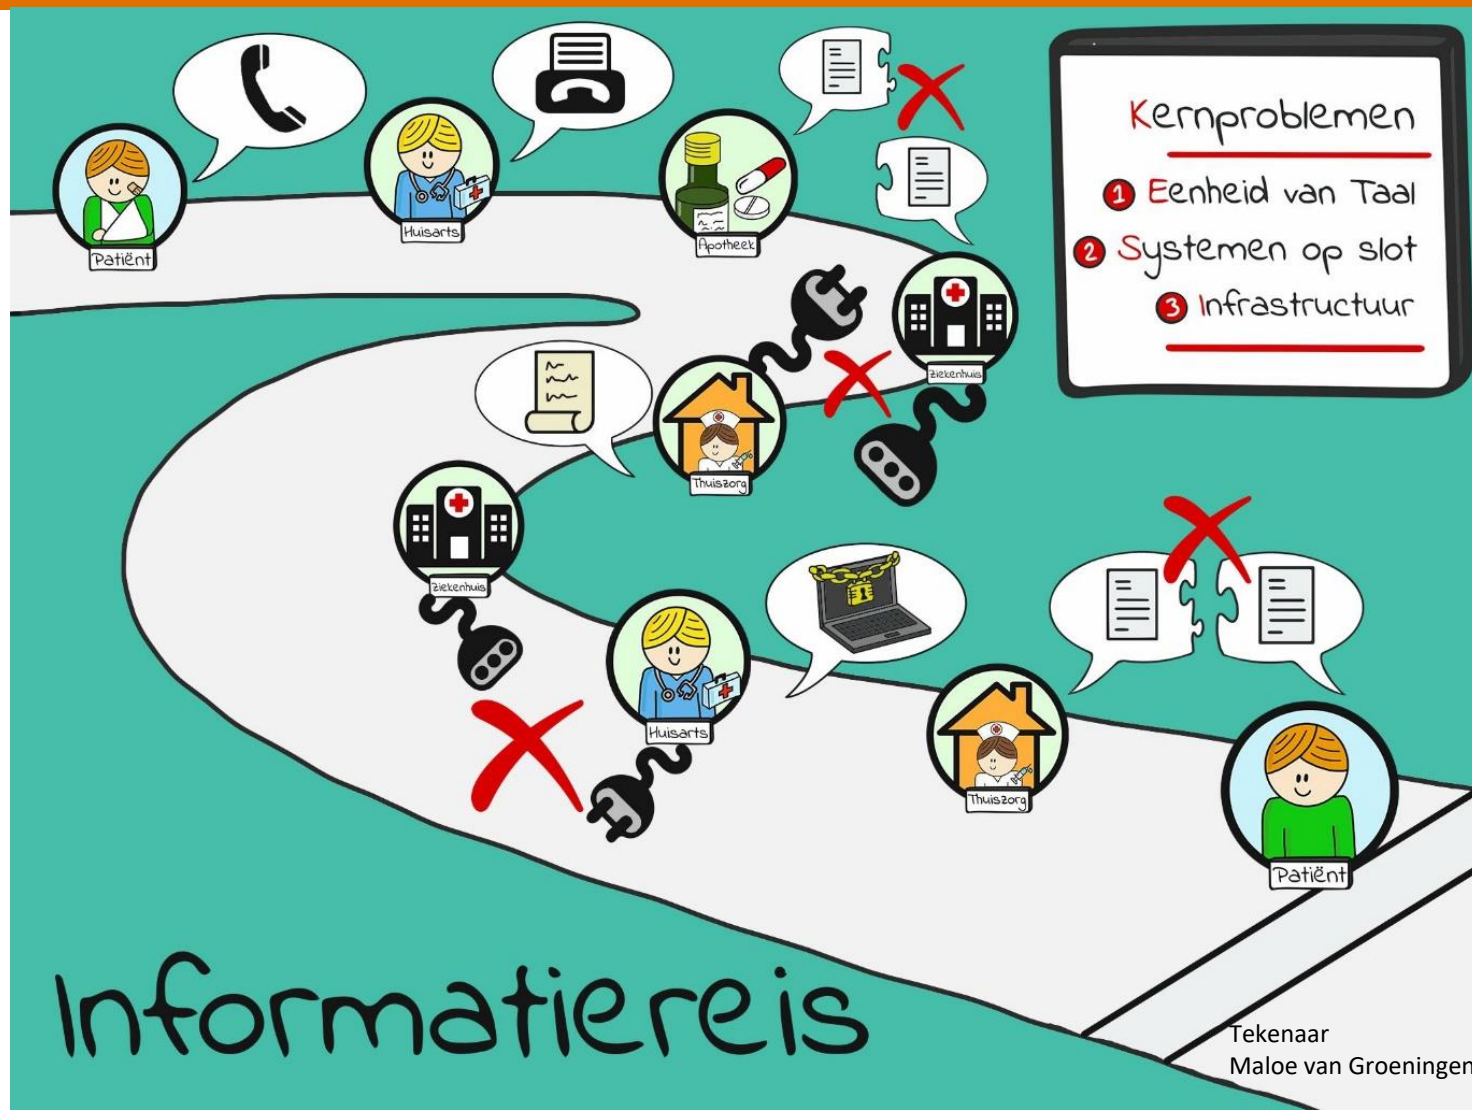 Patiënt
Huisarts
Apotheek
Kernproblemen
1 Eenheid van Taal
2 Systemen op slot
3 Infrastructuur
Ziekenhuis
Thuiszorg
Ziekenhuis
Huisarts
Thuiszorg
Patiënt
Informatiereis
Tekenaar
Maloe van Groeningen